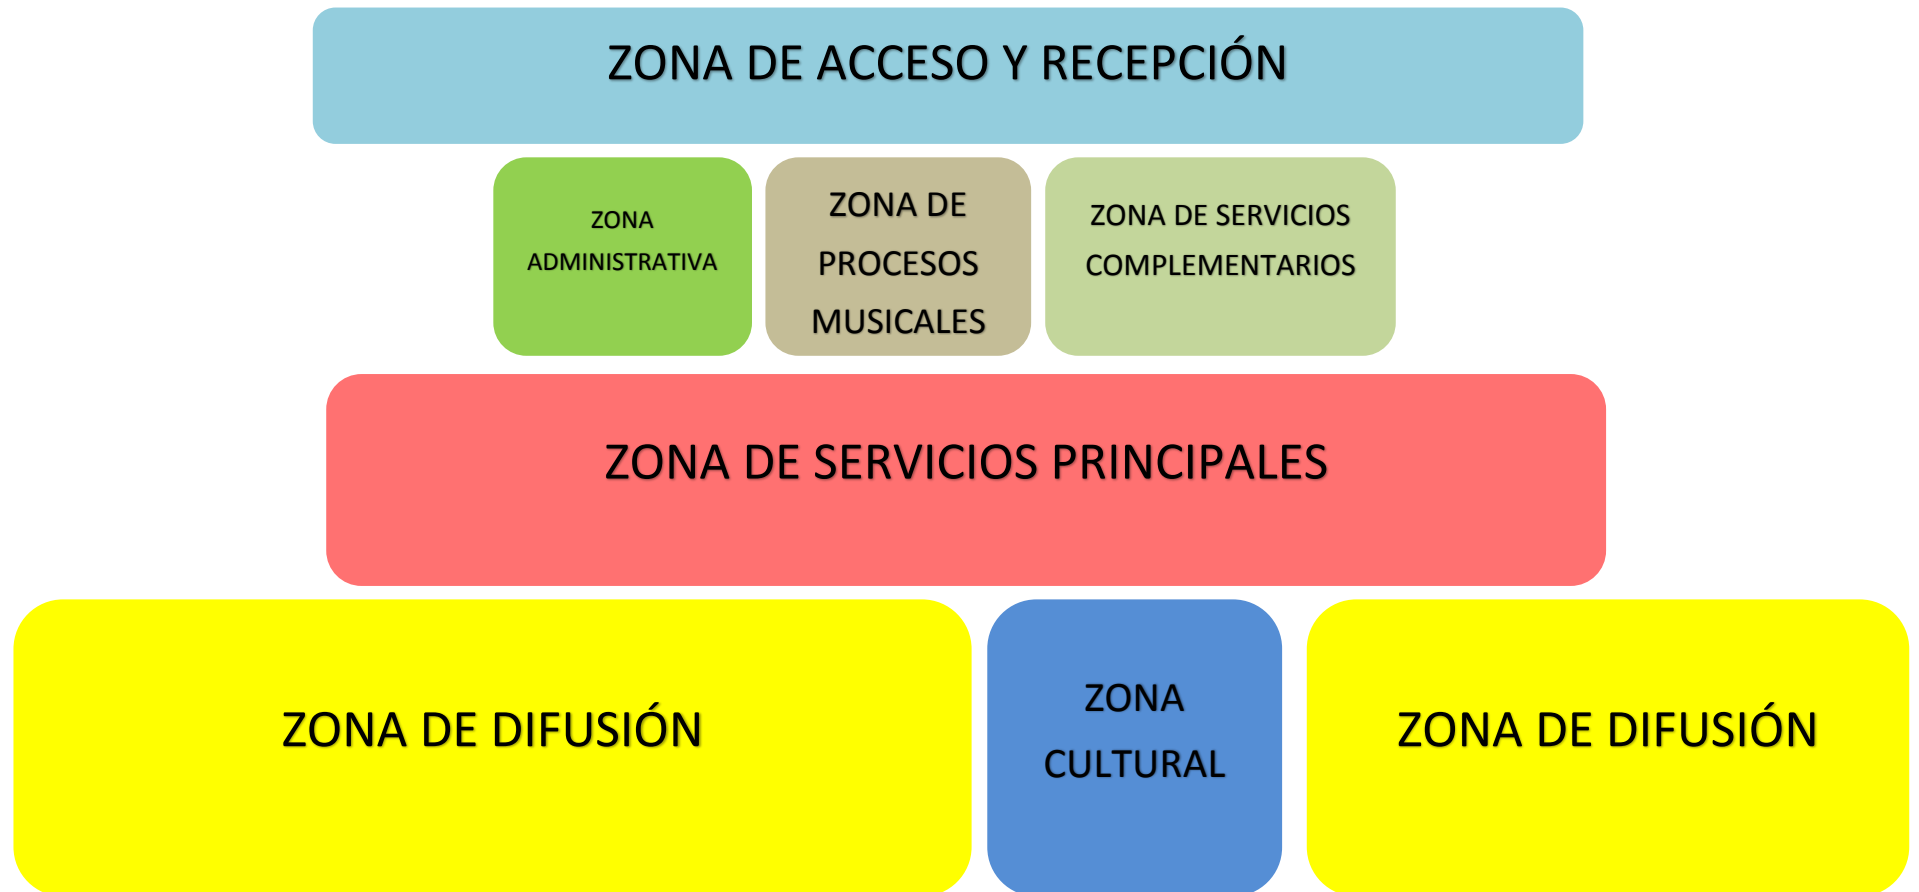 ZONA DE ACCESO Y RECEPCIÓN
ZONA
ADMINISTRATIVA
ZONA DE
PROCESOS
MUSICALES
ZONA DE SERVICIOS
COMPLEMENTARIOS
ZONA DE SERVICIOS PRINCIPALES
ZONA DE DIFUSIÓN
ZONA
CULTURAL
ZONA DE DIFUSIÓN